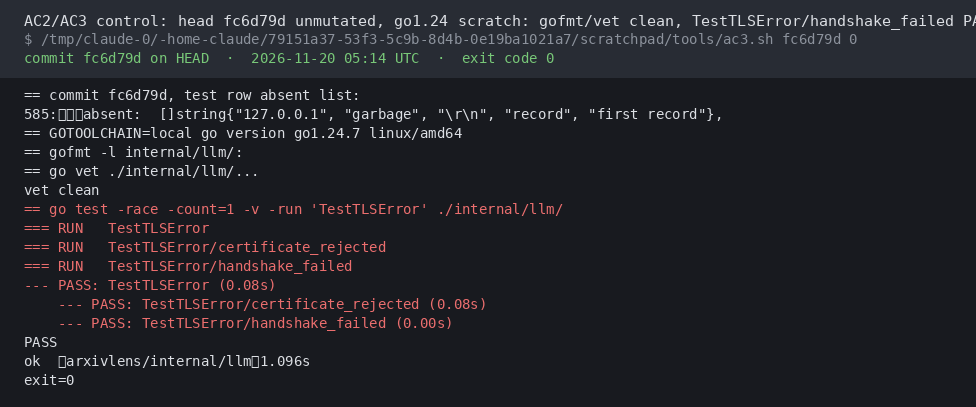 AC2/AC3 control: head fc6d79d unmutated, go1.24 scratch: gofmt/vet clean, TestTLSError/handshake_failed PA
$ /tmp/claude-0/-home-claude/79151a37-53f3-5c9b-8d4b-0e19ba1021a7/scratchpad/tools/ac3.sh fc6d79d 0
commit fc6d79d on HEAD · 2026-11-20 05:14 UTC · exit code 0
== commit fc6d79d, test row absent list:
585:absent: []string{"127.0.0.1", "garbage", "\r\n", "record", "first record"},
== GOTOOLCHAIN=local go version go1.24.7 linux/amd64
== gofmt -l internal/llm/:
== go vet ./internal/llm/...
vet clean
== go test -race -count=1 -v -run 'TestTLSError' ./internal/llm/
=== RUN TestTLSError
=== RUN TestTLSError/certificate_rejected
=== RUN TestTLSError/handshake_failed
--- PASS: TestTLSError (0.08s)
--- PASS: TestTLSError/certificate_rejected (0.08s)
--- PASS: TestTLSError/handshake_failed (0.00s)
PASS
ok arxivlens/internal/llm 1.096s
exit=0